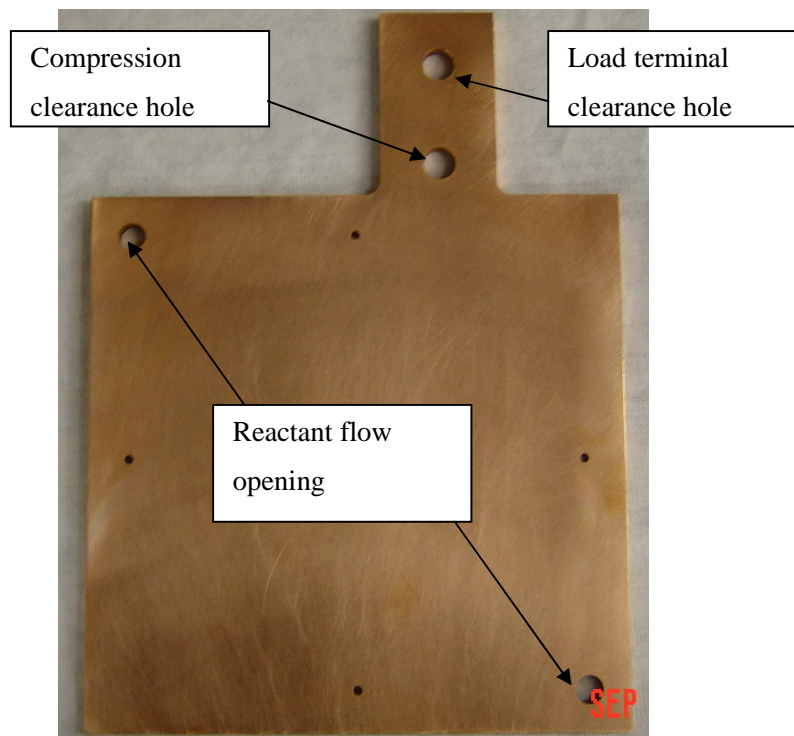 Compression
clearance hole
Load terminal
clearance hole
Reactant flow
opening
SEP